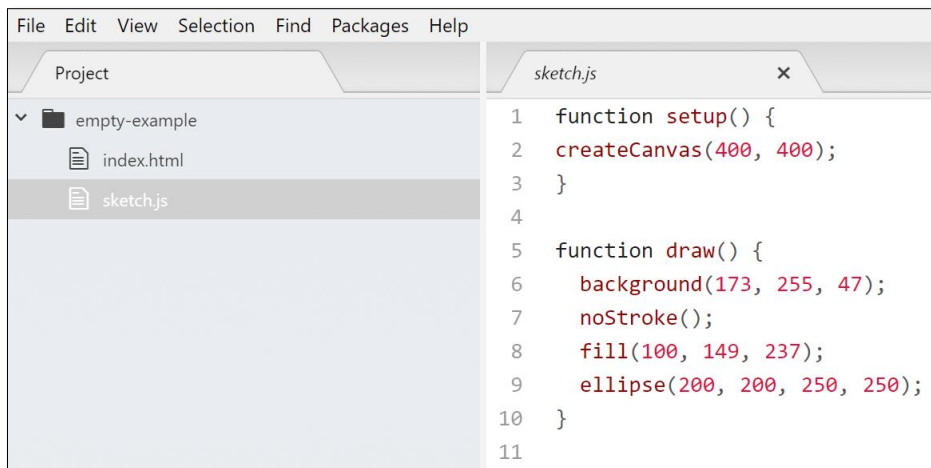 File Edit View Selection Find Packages Help
Project
empty-example
index.html
sketch.js
sketch.js ×
1 function setup() {
2 createCanvas(400, 400);
3 }
4
5 function draw() {
6   background(173, 255, 47);
7   noStroke();
8   fill(100, 149, 237);
9   ellipse(200, 200, 250, 250);
10 }
11